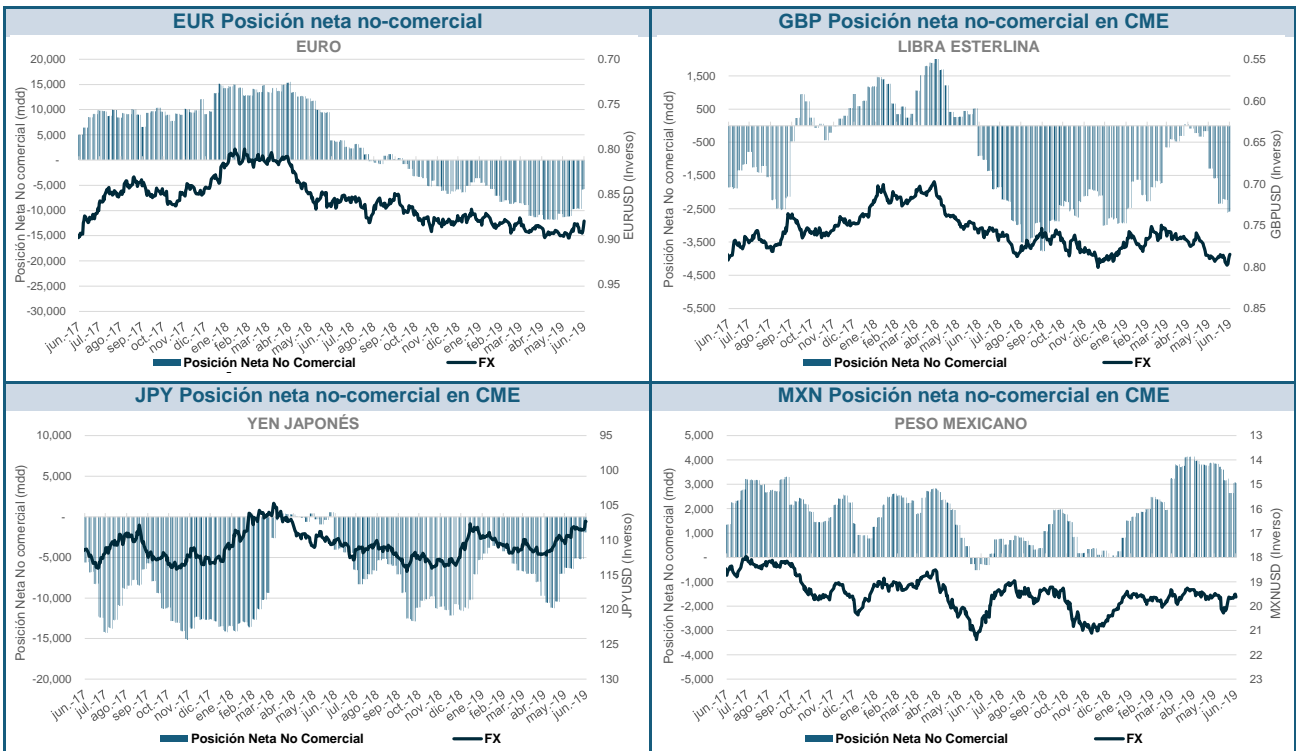 EUR Posición neta no-comercial
EURO
Posición Neta No comercial (mdd)
20,000
15,000
10,000
5,000
-
-5,000
-10,000
-15,000
-20,000
-25,000
-30,000
0.70
0.75
0.80
0.85
0.90
0.95
EURUSD (Inverso)
jun.-17
jul.-17
ago.-17
sep.-17
oct.-17
nov.-17
dic.-17
ene.-18
feb.-18
mar.-18
abr.-18
may.-18
jun.-18
jul.-18
ago.-18
sep.-18
oct.-18
nov.-18
dic.-18
ene.-19
feb.-19
mar.-19
abr.-19
may.-19
jun.-19
Posición Neta No Comercial
FX
GBP Posición neta no-comercial en CME
LIBRA ESTERLINA
Posición Neta No comercial (mdd)
1,500
500
-500
-1,500
-2,500
-3,500
-4,500
-5,500
0.55
0.60
0.65
0.70
0.75
0.80
0.85
GBPUSD (Inverso)
jun.-17
jul.-17
ago.-17
sep.-17
oct.-17
nov.-17
dic.-17
ene.-18
feb.-18
mar.-18
abr.-18
may.-18
jun.-18
jul.-18
ago.-18
sep.-18
oct.-18
nov.-18
dic.-18
ene.-19
feb.-19
mar.-19
abr.-19
may.-19
jun.-19
Posición Neta No Comercial
FX
JPY Posición neta no-comercial en CME
YEN JAPONÉS
Posición Neta No comercial (mdd)
10,000
5,000
-
-5,000
-10,000
-15,000
-20,000
95
100
105
110
115
120
125
130
JPYUSD (Inverso)
jun.-17
jul.-17
ago.-17
sep.-17
oct.-17
nov.-17
dic.-17
ene.-18
feb.-18
mar.-18
abr.-18
may.-18
jun.-18
jul.-18
ago.-18
sep.-18
oct.-18
nov.-18
dic.-18
ene.-19
feb.-19
mar.-19
abr.-19
may.-19
jun.-19
Posición Neta No Comercial
FX
MXN Posición neta no-comercial en CME
PESO MEXICANO
Posición Neta No comercial (mdd)
5,000
4,000
3,000
2,000
1,000
-
-1,000
-2,000
-3,000
-4,000
-5,000
13
14
15
16
17
18
19
20
21
22
23
MXNUSD (Inverso)
jun.-17
jul.-17
ago.-17
sep.-17
oct.-17
nov.-17
dic.-17
ene.-18
feb.-18
mar.-18
abr.-18
may.-18
jun.-18
jul.-18
ago.-18
sep.-18
oct.-18
nov.-18
dic.-18
ene.-19
feb.-19
mar.-19
abr.-19
may.-19
jun.-19
Posición Neta No Comercial
FX